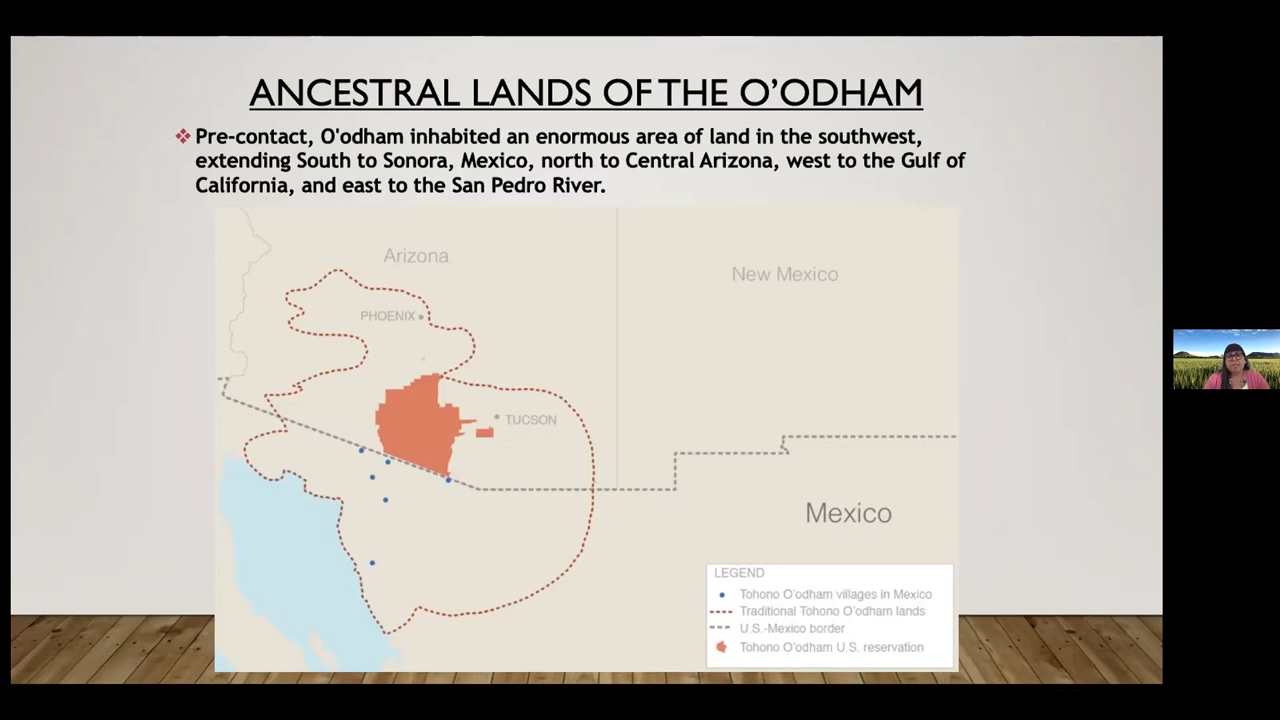 ANCESTRAL LANDS OF THE O’ODHAM
Pre-contact, O'odham inhabited an enormous area of land in the southwest,
extending South to Sonora, Mexico, north to Central Arizona, west to the Gulf of
California, and east to the San Pedro River.
Arizona
New Mexico
PHOENIX
TUCSON
Mexico
LEGEND
Tohono O’odham villages in Mexico
Traditional Tohono O’odham lands
U.S.-Mexico border
Tohono O’odham U.S. reservation